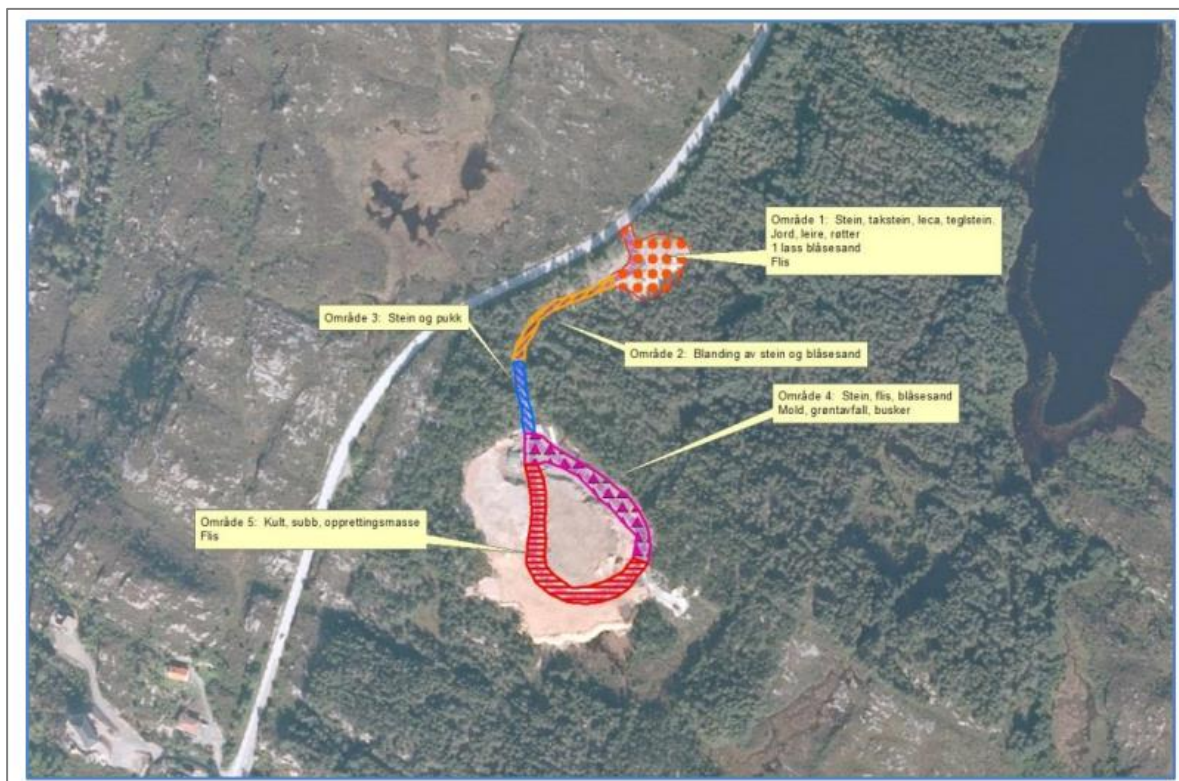 Område 1:  Stein, takstein, leca, teglstein.
Jord, leire, røtter
1 lass blåsesand
Flis
Område 3:  Stein og pukk
Område 2:  Blanding av stein og blåsesand
Område 4:  Stein, flis, blåsesand
Mold, grøntavfall, busker
Område 5:  Kult, subb, opprettingsmasse
Flis